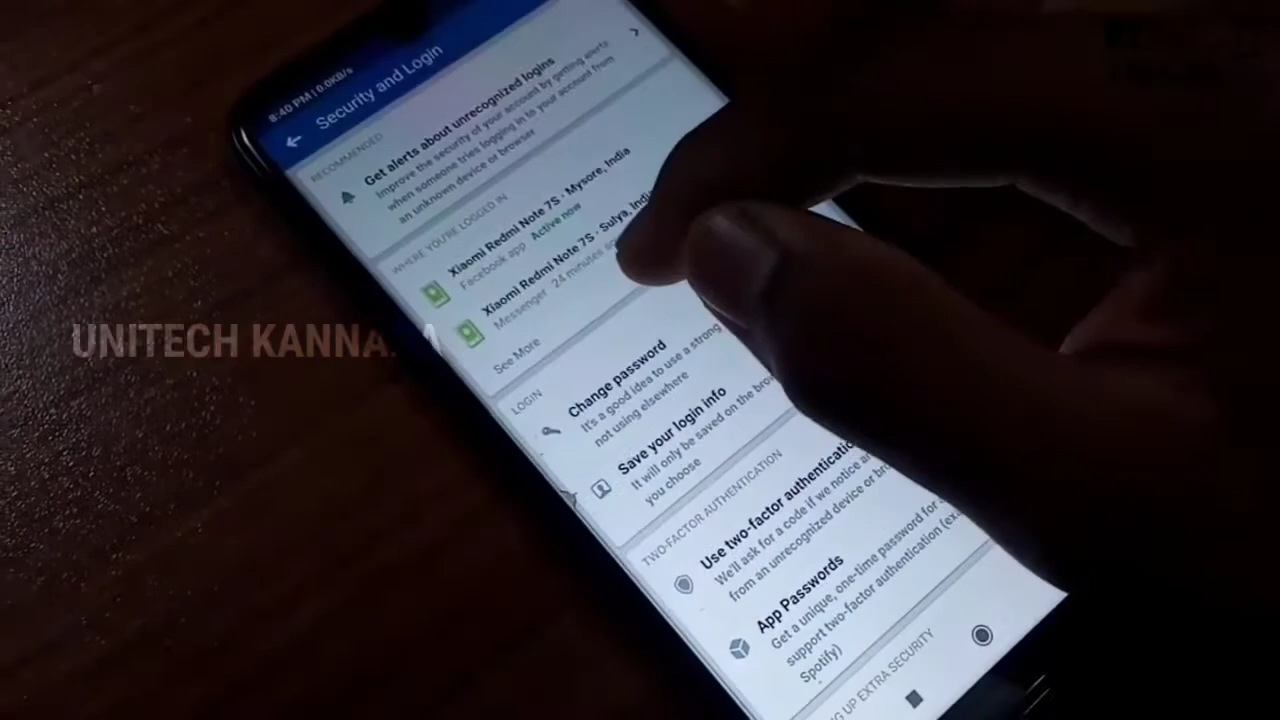 8:40 PM | 0.0KB/s
Security and Login
RECOMMENDED
Get alerts about unrecognized logins
Improve the security of your account by getting alerts
when someone tries logging in to your account from
an unknown device or browser
WHERE YOU'RE LOGGED IN
Xiaomi Redmi Note 7S · Mysore, India
Facebook app Active now
Xiaomi Redmi Note 7S · Sulya, India
Messenger 24 minutes
See More
LOGIN
Change password
It's a good idea to use a strong
not using elsewhere
Save your login info
It will only be saved on the
you choose
TWO-FACTOR AUTHENTICATION
Use two-factor authentication
We'll ask for a code if we notice
from an unrecognized device or
App Passwords
Get a unique, one-time password for
support two-factor authentication
Spotify)
UP EXTRA SECURITY
UNITECH KANNA